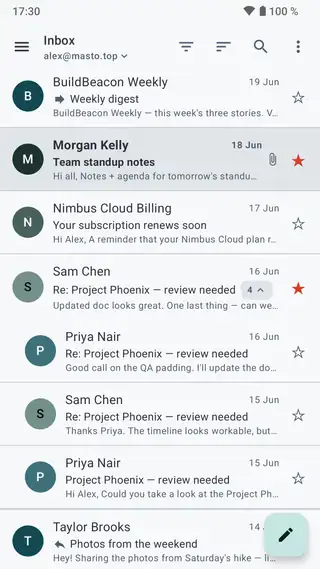 17:30
100 %
Inbox
alex@masto.top
BuildBeacon Weekly
19 Jun
B
Weekly digest
BuildBeacon Weekly — this week's three stories. V…
Morgan Kelly
18 Jun
M
Team standup notes
Hi all, Notes + agenda for tomorrow's standu…
Nimbus Cloud Billing
17 Jun
N
Your subscription renews soon
Hi Alex, A reminder that your Nimbus Cloud plan r…
Sam Chen
16 Jun
S
Re: Project Phoenix — review needed
4
Updated doc looks great. One last thing — can we…
Priya Nair
16 Jun
P
Re: Project Phoenix — review needed
Good call on the QA padding. I'll update the do…
Sam Chen
15 Jun
S
Re: Project Phoenix — review needed
Thanks Priya. The timeline looks workable, but…
Priya Nair
15 Jun
P
Project Phoenix — review needed
Hi Alex, Could you take a look at the Project Ph…
Taylor Brooks
14
T
Photos from the weekend
Hey! Sharing the photos from Saturday's hike — li…